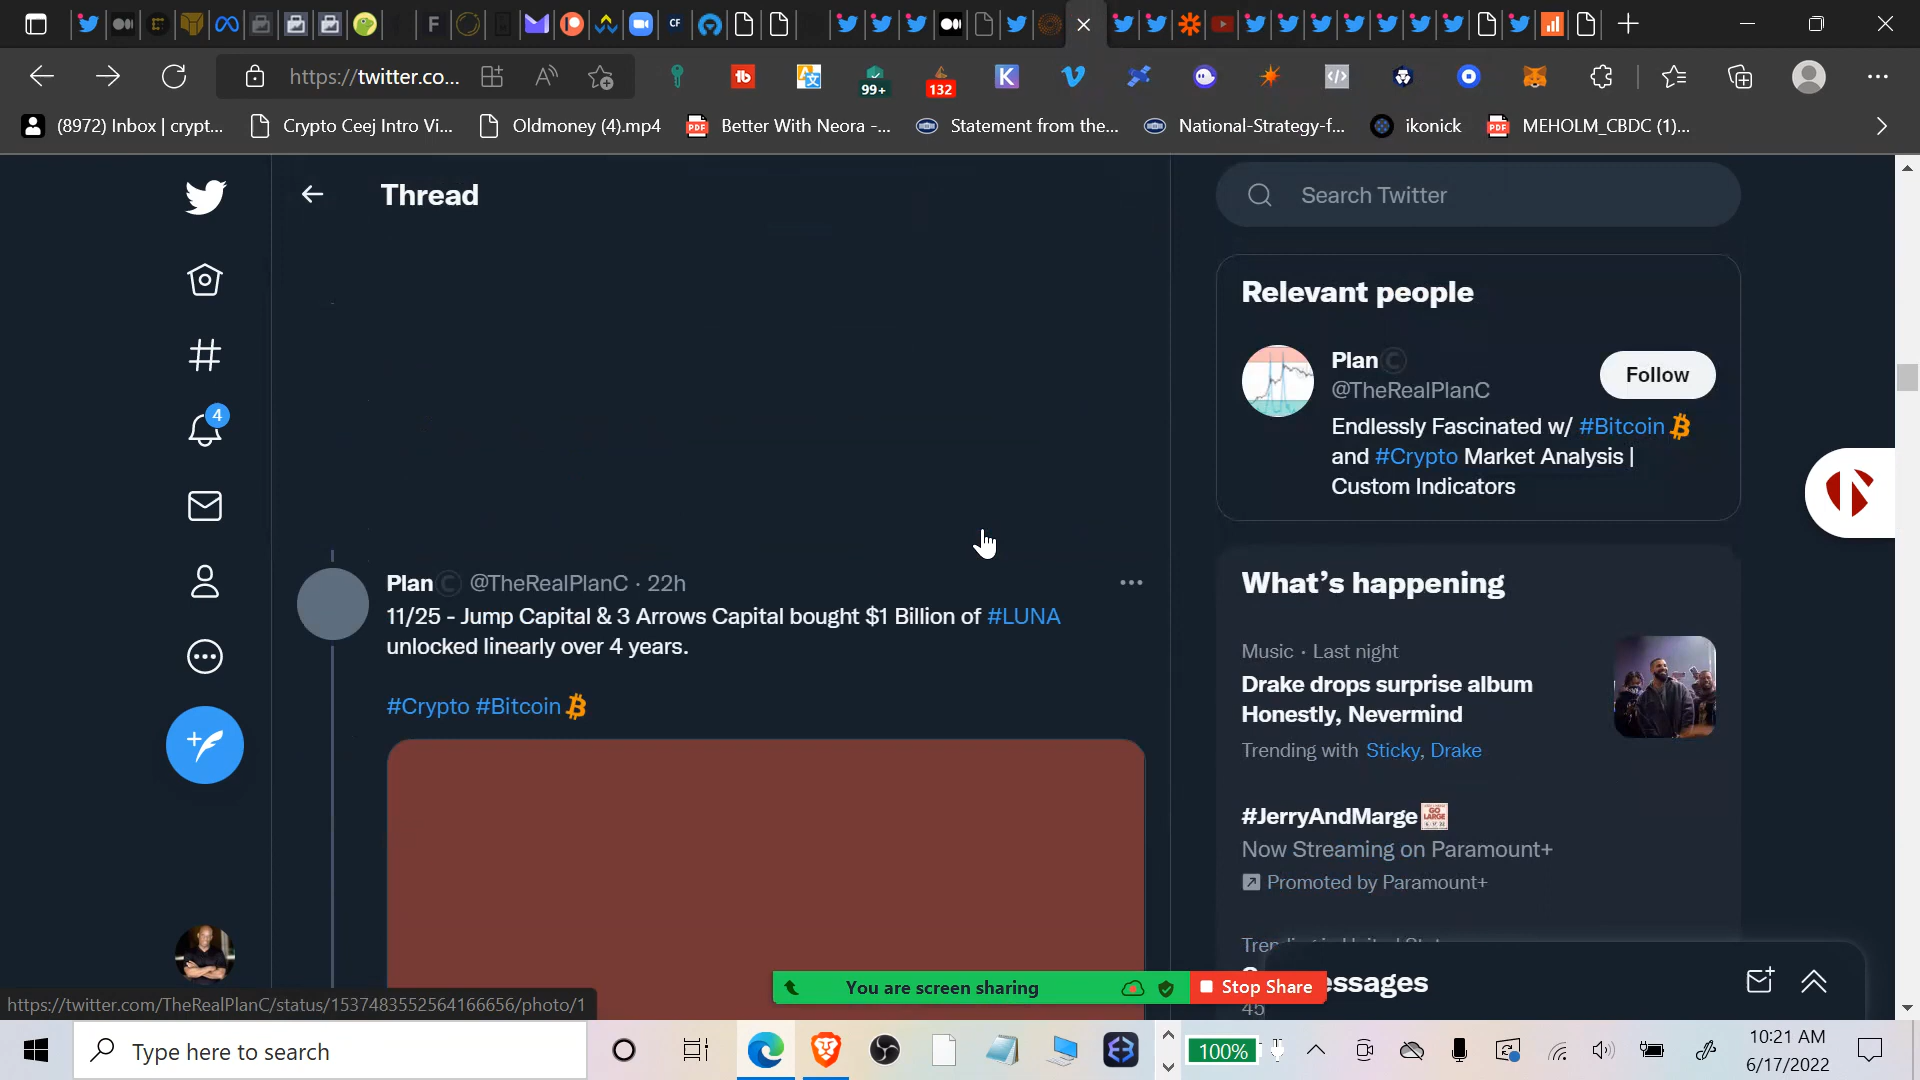 https://twitter.co...
99+
132
(8972) Inbox | crypt...
Crypto Ceej Intro Vi...
Oldmoney (4).mp4
Better With Neora -...
Statement from the...
National-Strategy-f...
ikonick
MEHOLM_CBDC (1)...
Thread
Search Twitter
Relevant people
Plan©
@TheRealPlanC
Follow
Endlessly Fascinated w/ #Bitcoin
and #Crypto Market Analysis |
Custom Indicators
4
Plan© @TheRealPlanC · 22h
11/25 - Jump Capital & 3 Arrows Capital bought $1 Billion of #LUNA
unlocked linearly over 4 years.
#Crypto #Bitcoin
What's happening
Music · Last night
Drake drops surprise album
Honestly, Nevermind
Trending with Sticky, Drake
#JerryAndMarge
Now Streaming on Paramount+
Promoted by Paramount+
https://twitter.com/TheRealPlanC/status/1537483552564166656/photo/1
You are screen sharing
Stop Share
Type here to search
100%
10:21 AM
6/17/2022